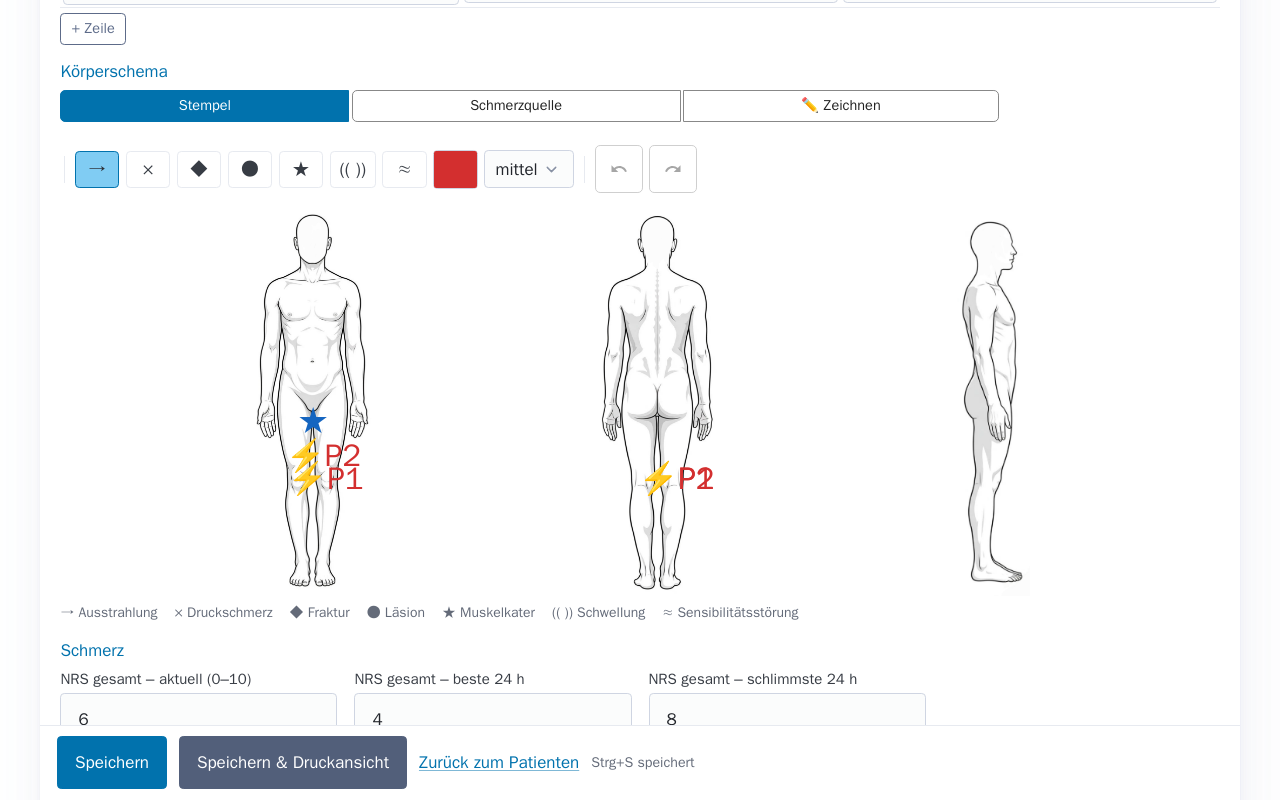 + Zeile
Körperschema
Stempel
Schmerzquelle
✏️ Zeichnen
→ × ◆ ● ★ (( )) ≈ mittel
P2
P1
→ Ausstrahlung × Druckschmerz ◆ Fraktur ● Läsion ★ Muskelkater (( )) Schwellung ≈ Sensibilitätsstörung
Schmerz
NRS gesamt – aktuell (0–10)
NRS gesamt – beste 24 h
NRS gesamt – schlimmste 24 h
6
4
8
Speichern
Speichern & Druckansicht
Zurück zum Patienten
Strg+S speichert